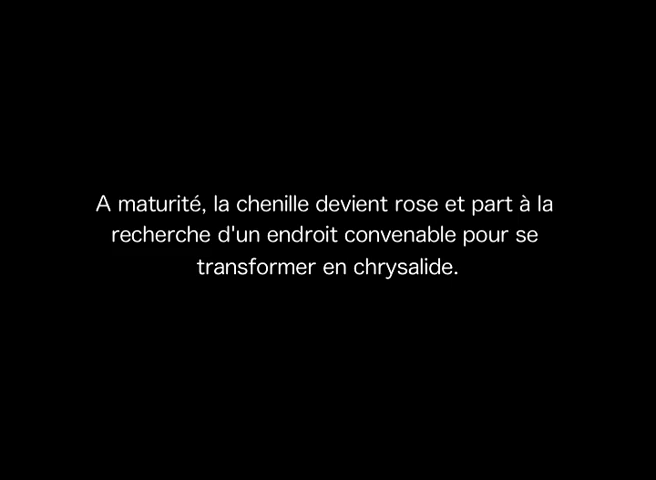 A maturité, la chenille devient rose et part à la
recherche d'un endroit convenable pour se
transformer en chrysalide.